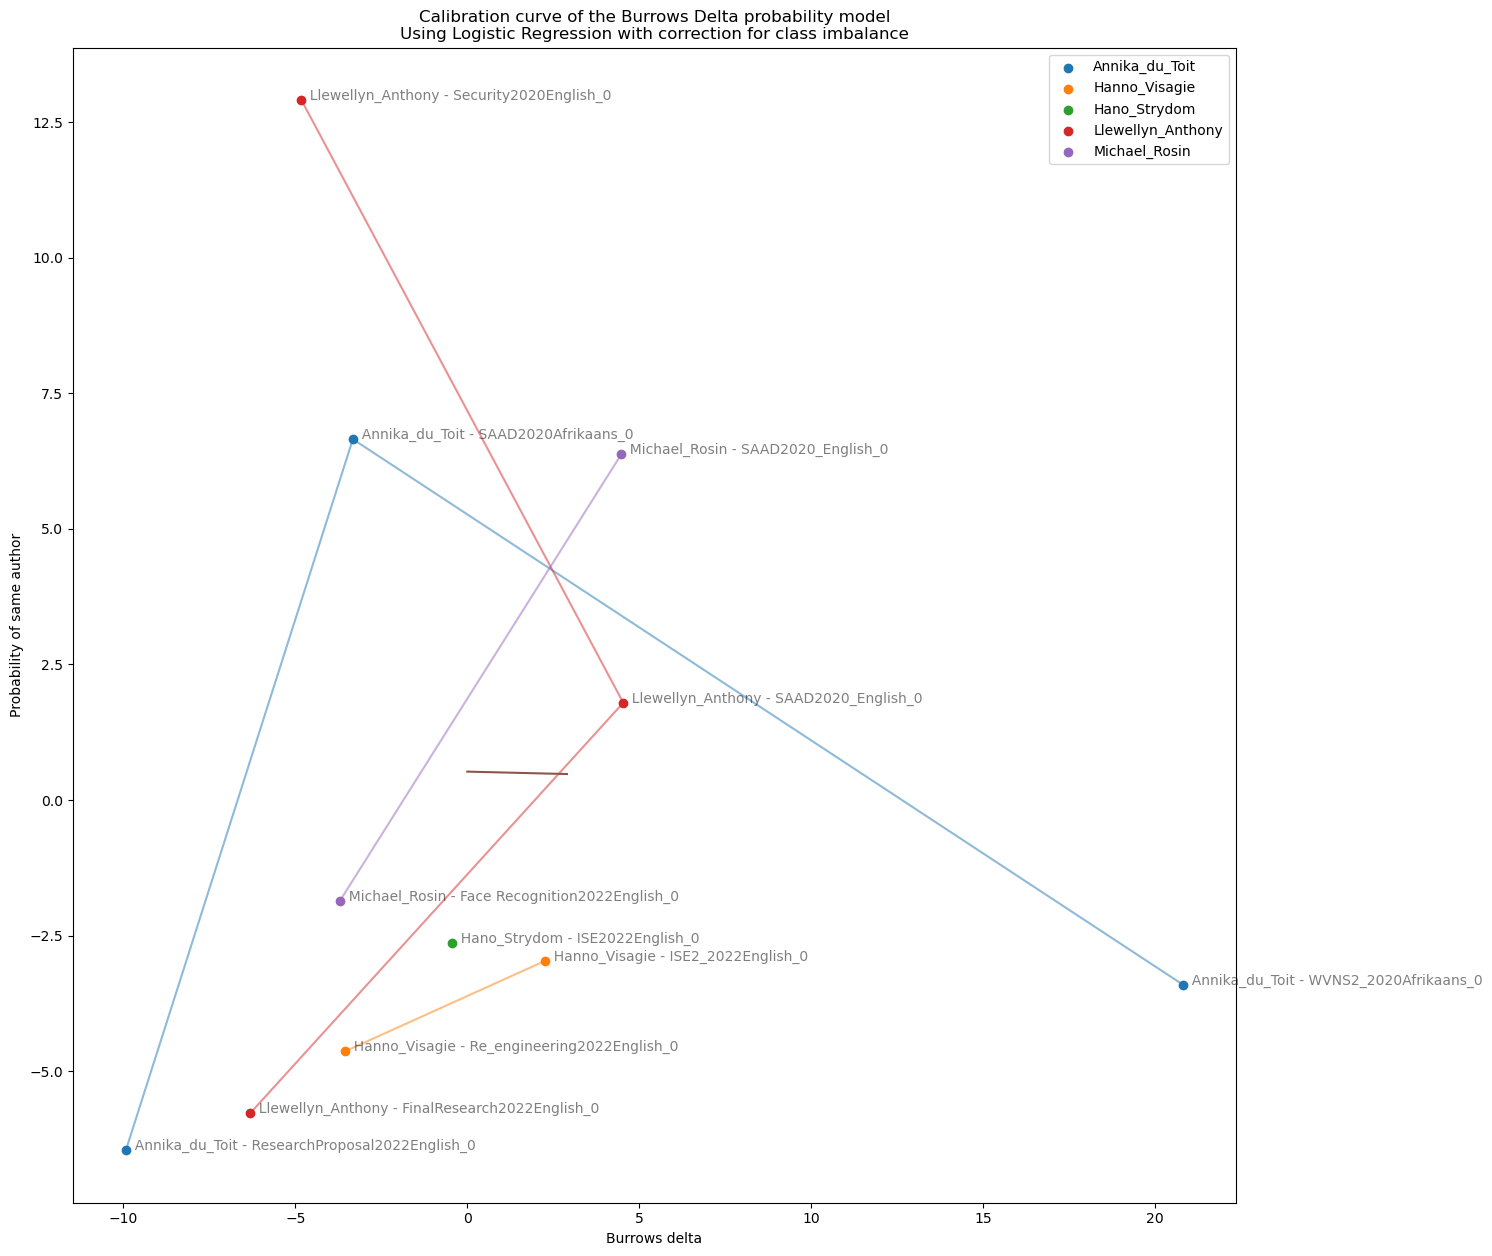 Calibration curve of the Burrows Delta probability model
Using Logistic Regression with correction for class imbalance
Annika_du_Toit
Hanno_Visagie
Hano_Strydom
Llewellyn_Anthony
Michael_Rosin
Llewellyn_Anthony - Security2020English_0
Annika_du_Toit - SAAD2020Afrikaans_0
Michael_Rosin - SAAD2020_English_0
Llewellyn_Anthony - SAAD2020_English_0
Michael_Rosin - Face Recognition2022English_0
Hano_Strydom - ISE2022English_0
Hanno_Visagie - ISE2_2022English_0
Annika_du_Toit - WVNS2_2020Afrikaans_0
Hanno_Visagie - Re_engineering2022English_0
Llewellyn_Anthony - FinalResearch2022English_0
Annika_du_Toit - ResearchProposal2022English_0
Probability of same author
12.5
10.0
7.5
5.0
2.5
0.0
−2.5
−5.0
−10
−5
0
5
10
15
20
Burrows delta